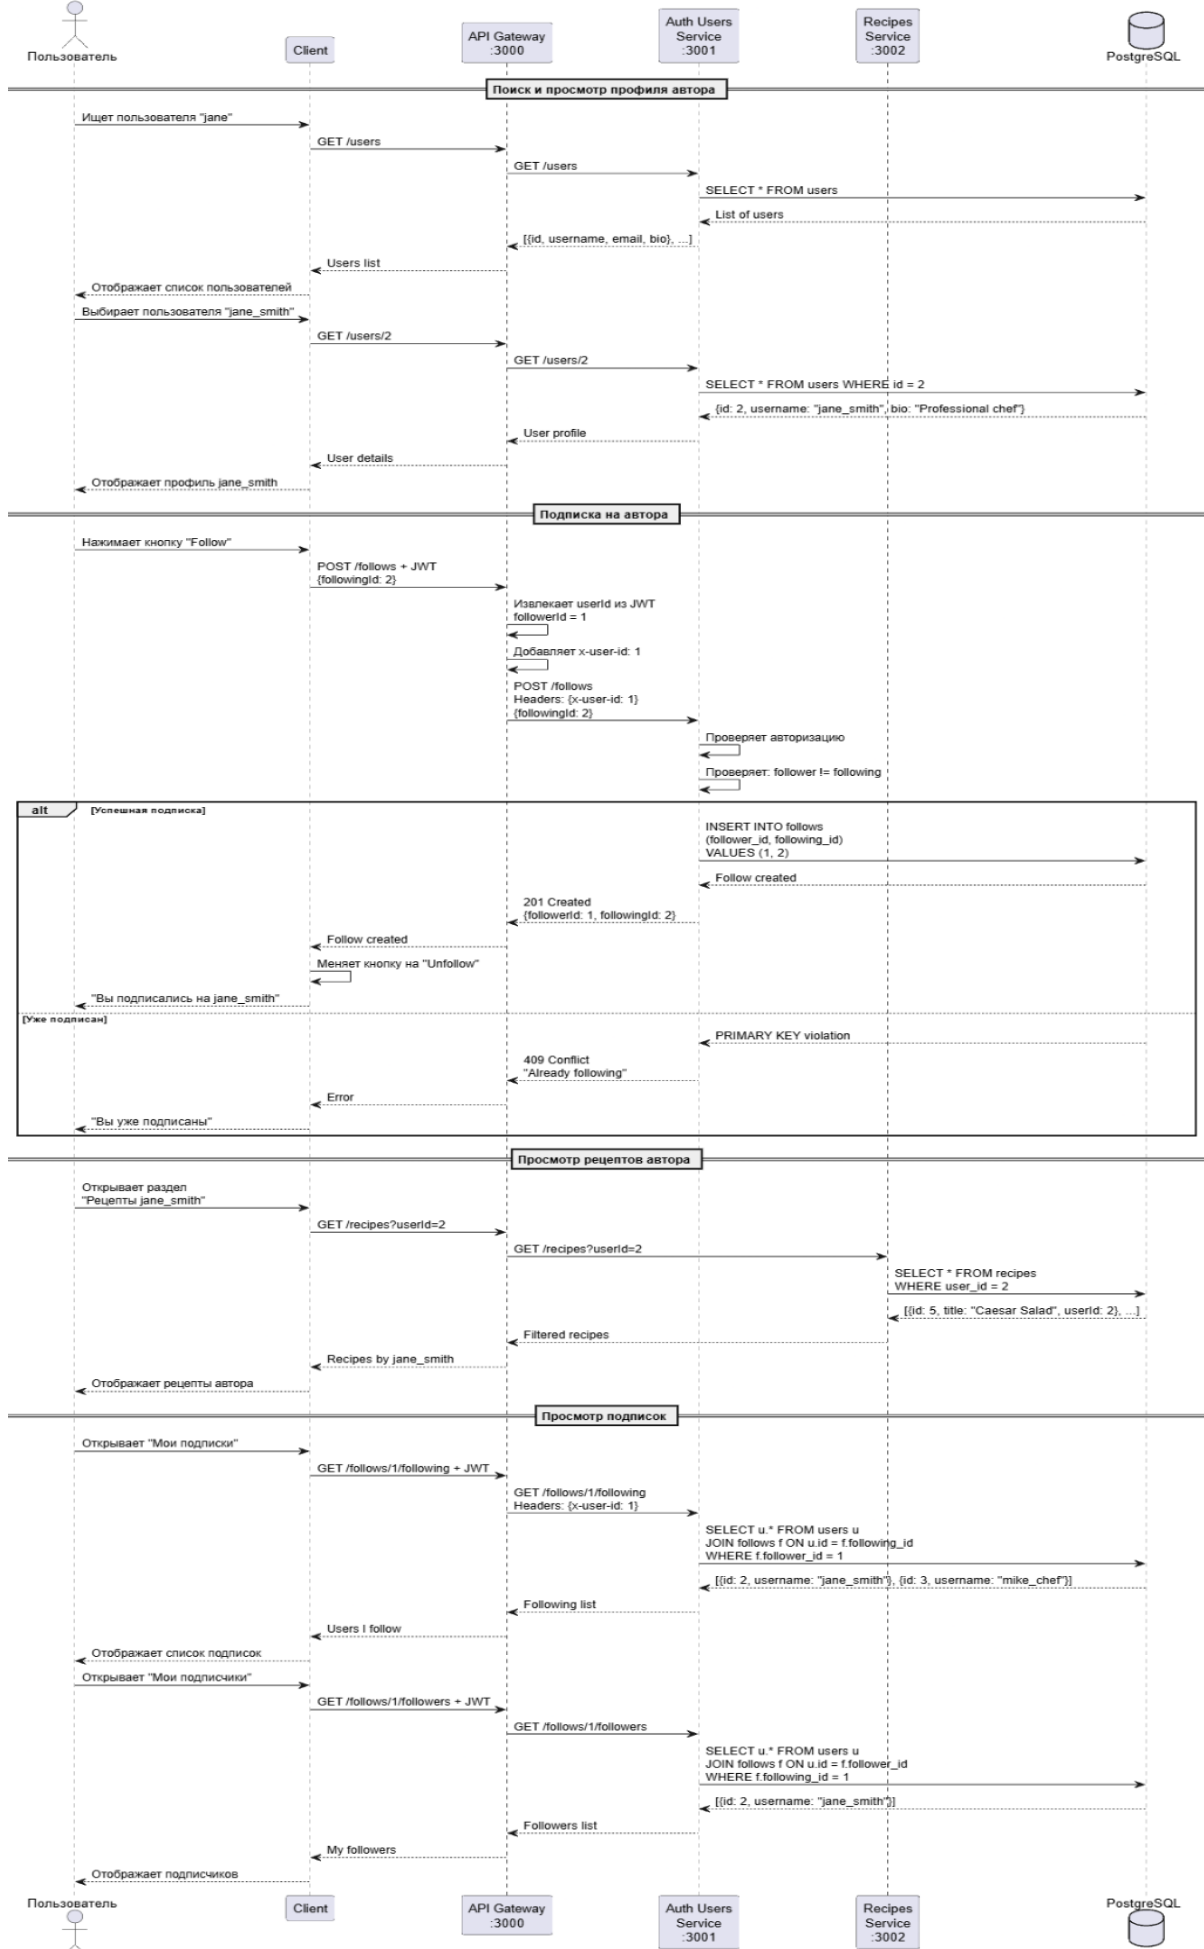 Пользователь
Client
API Gateway
:3000
Auth Users
Service
:3001
Recipes
Service
:3002
PostgreSQL
Поиск и просмотр профиля автора
Ищет пользователя "jane"
GET /users
GET /users
SELECT * FROM users
List of users
[{id, username, email, bio}, ...]
Users list
Отображает список пользователей
Выбирает пользователя "jane_smith"
GET /users/2
GET /users/2
SELECT * FROM users WHERE id = 2
{id: 2, username: "jane_smith", bio: "Professional chef"}
User profile
User details
Отображает профиль jane_smith
Подписка на автора
Нажимает кнопку "Follow"
POST /follows + JWT
{followingId: 2}
Извлекает userId из JWT
followerId = 1
Добавляет x-user-id: 1
POST /follows
Headers: {x-user-id: 1}
{followingId: 2}
Проверяет авторизацию
Проверяет: follower != following
alt
[Успешная подписка]
INSERT INTO follows
(follower_id, following_id)
VALUES (1, 2)
Follow created
201 Created
{followerId: 1, followingId: 2}
Follow created
Меняет кнопку на "Unfollow"
"Вы подписались на jane_smith"
[Уже подписан]
PRIMARY KEY violation
409 Conflict
"Already following"
Error
"Вы уже подписаны"
Просмотр рецептов автора
Открывает раздел
"Рецепты jane_smith"
GET /recipes?userId=2
GET /recipes?userId=2
SELECT * FROM recipes
WHERE user_id = 2
[{id: 5, title: "Caesar Salad", userId: 2}, ...]
Filtered recipes
Recipes by jane_smith
Отображает рецепты автора
Просмотр подписок
Открывает "Мои подписки"
GET /follows/1/following + JWT
GET /follows/1/following
Headers: {x-user-id: 1}
SELECT u.* FROM users u
JOIN follows f ON u.id = f.following_id
WHERE f.follower_id = 1
[{id: 2, username: "jane_smith"}, {id: 3, username: "mike_chef"}]
Following list
Users I follow
Отображает список подписок
Открывает "Мои подписчики"
GET /follows/1/followers + JWT
GET /follows/1/followers
SELECT u.* FROM users u
JOIN follows f ON u.id = f.follower_id
WHERE f.following_id = 1
[{id: 2, username: "jane_smith"}]
Followers list
My followers
Отображает подписчиков
Пользователь
Client
API Gateway
:3000
Auth Users
Service
:3001
Recipes
Service
:3002
PostgreSQL